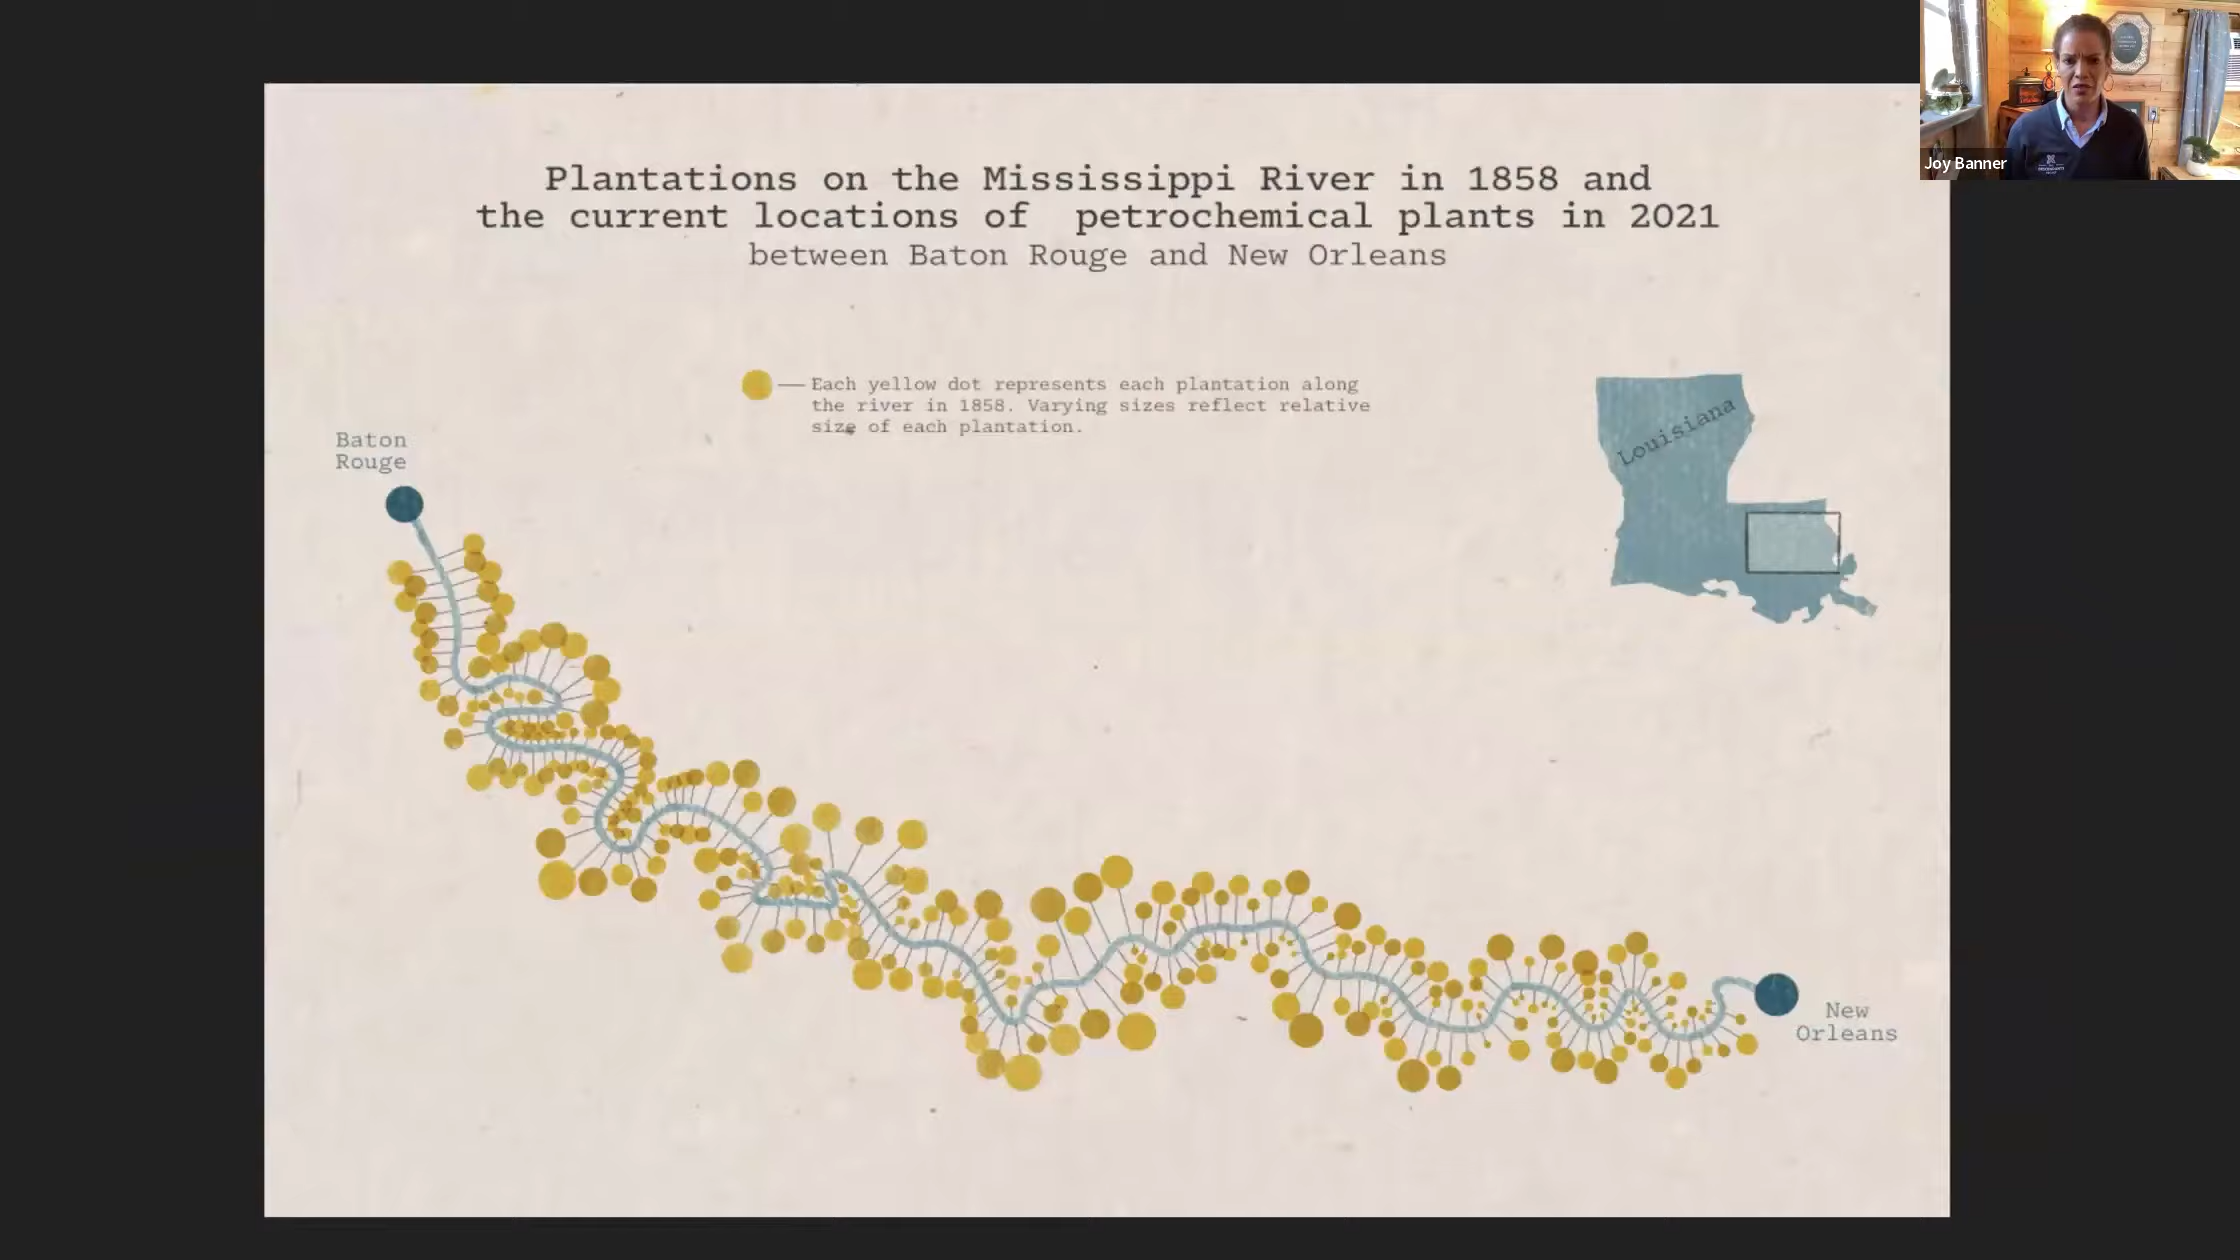 Plantations on the Mississippi River in 1858 and
the current locations of petrochemical plants in 2021
between Baton Rouge and New Orleans
Each yellow dot represents each plantation along
the river in 1858. Varying sizes reflect relative
size of each plantation.
Baton
Rouge
Louisiana
New
Orleans
Joy Banner